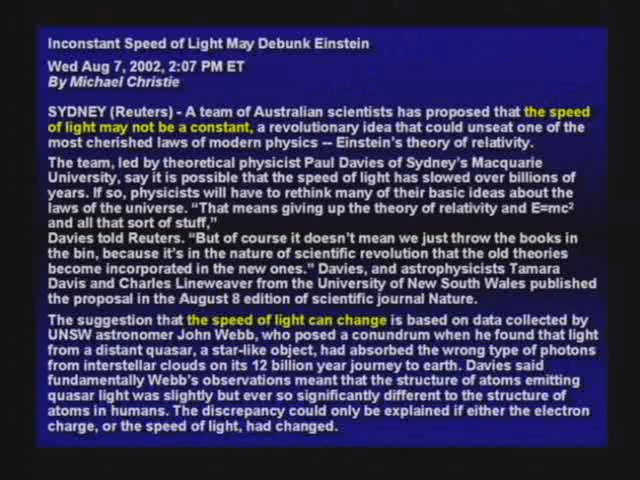 Inconstant Speed of Light May Debunk Einstein
Wed Aug 7, 2002, 2:07 PM ET
By Michael Christie
SYDNEY (Reuters) - A team of Australian scientists has proposed that the speed
of light may not be a constant, a revolutionary idea that could unseat one of the
most cherished laws of modern physics -- Einstein's theory of relativity.
The team, led by theoretical physicist Paul Davies of Sydney's Macquarie
University, say it is possible that the speed of light has slowed over billions of
years. If so, physicists will have to rethink many of their basic ideas about the
laws of the universe. “That means giving up the theory of relativity and E=mc²
and all that sort of stuff,”
Davies told Reuters. “But of course it doesn't mean we just throw the books in
the bin, because it's in the nature of scientific revolution that the old theories
become incorporated in the new ones.” Davies, and astrophysicists Tamara
Davis and Charles Lineweaver from the University of New South Wales published
the proposal in the August 8 edition of scientific journal Nature.
The suggestion that the speed of light can change is based on data collected by
UNSW astronomer John Webb, who posed a conundrum when he found that light
from a distant quasar, a star-like object, had absorbed the wrong type of photons
from interstellar clouds on its 12 billion year journey to earth. Davies said
fundamentally Webb's observations meant that the structure of atoms emitting
quasar light was slightly but ever so significantly different to the structure of
atoms in humans. The discrepancy could only be explained if either the electron
charge, or the speed of light, had changed.